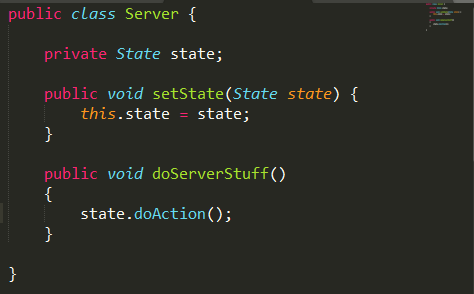 public class Server {
private State state;
public void setState(State state) {
this.state = state;
}
public void doServerStuff()
{
state.doAction();
}
}